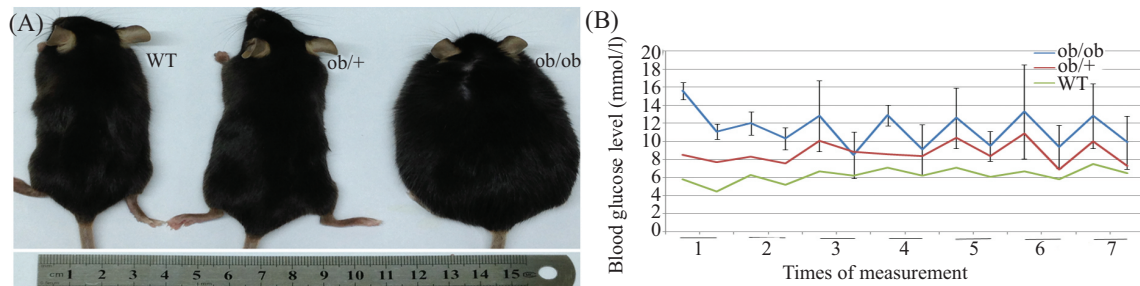 (A)
WT
ob/+
ob/ob
cm 1 2 3 4 5 6 7 8 9 10 11 12 13 14 15
(B)
Blood glucose level (mmol/l)
20
18
16
14
12
10
8
6
4
2
0
ob/ob
ob/+
WT
1 2 3 4 5 6 7
Times of measurement